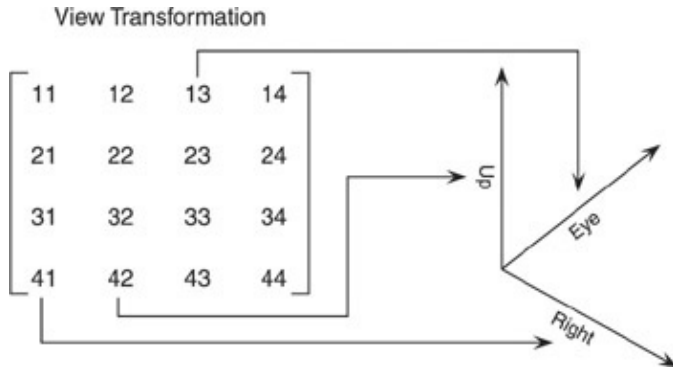 View Transformation
11 12 13 14
21 22 23 24
31 32 33 34
41 42 43 44
Up
Eye
Right